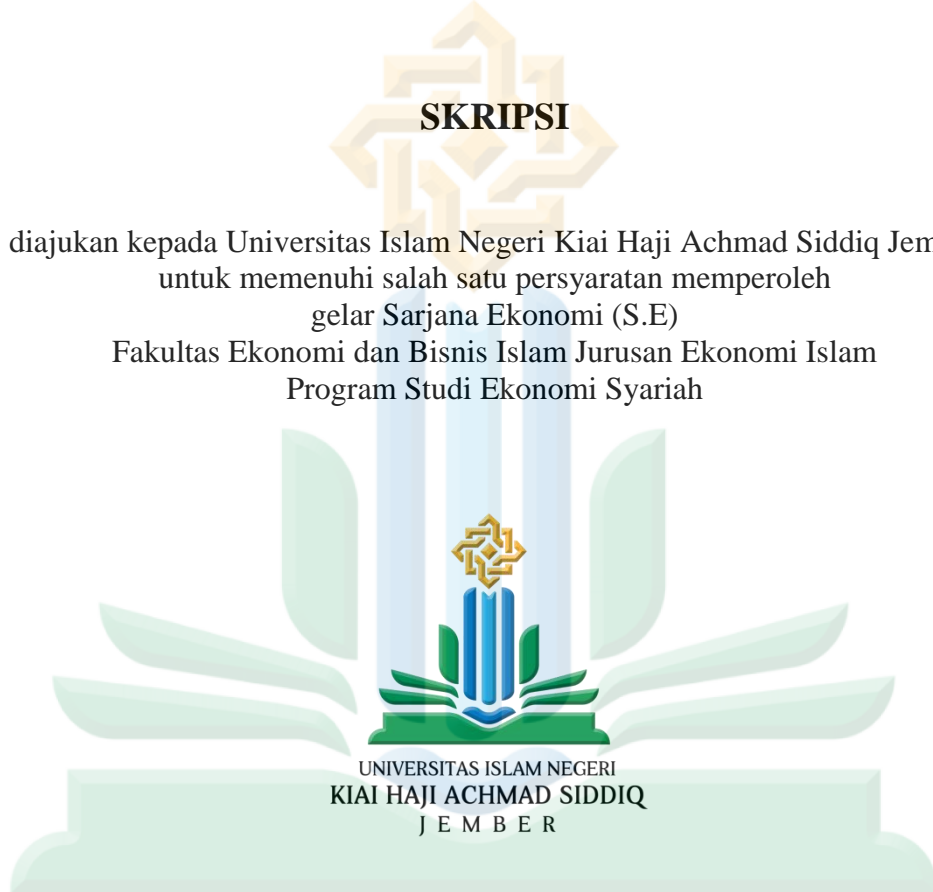 SKRIPSI
diajukan kepada Universitas Islam Negeri Kiai Haji Achmad Siddiq Jem
untuk memenuhi salah satu persyaratan memperoleh
gelar Sarjana Ekonomi (S.E)
Fakultas Ekonomi dan Bisnis Islam Jurusan Ekonomi Islam
Program Studi Ekonomi Syariah
UNIVERSITAS ISLAM NEGERI
KIAI HAJI ACHMAD SIDDIQ
J E M B E R